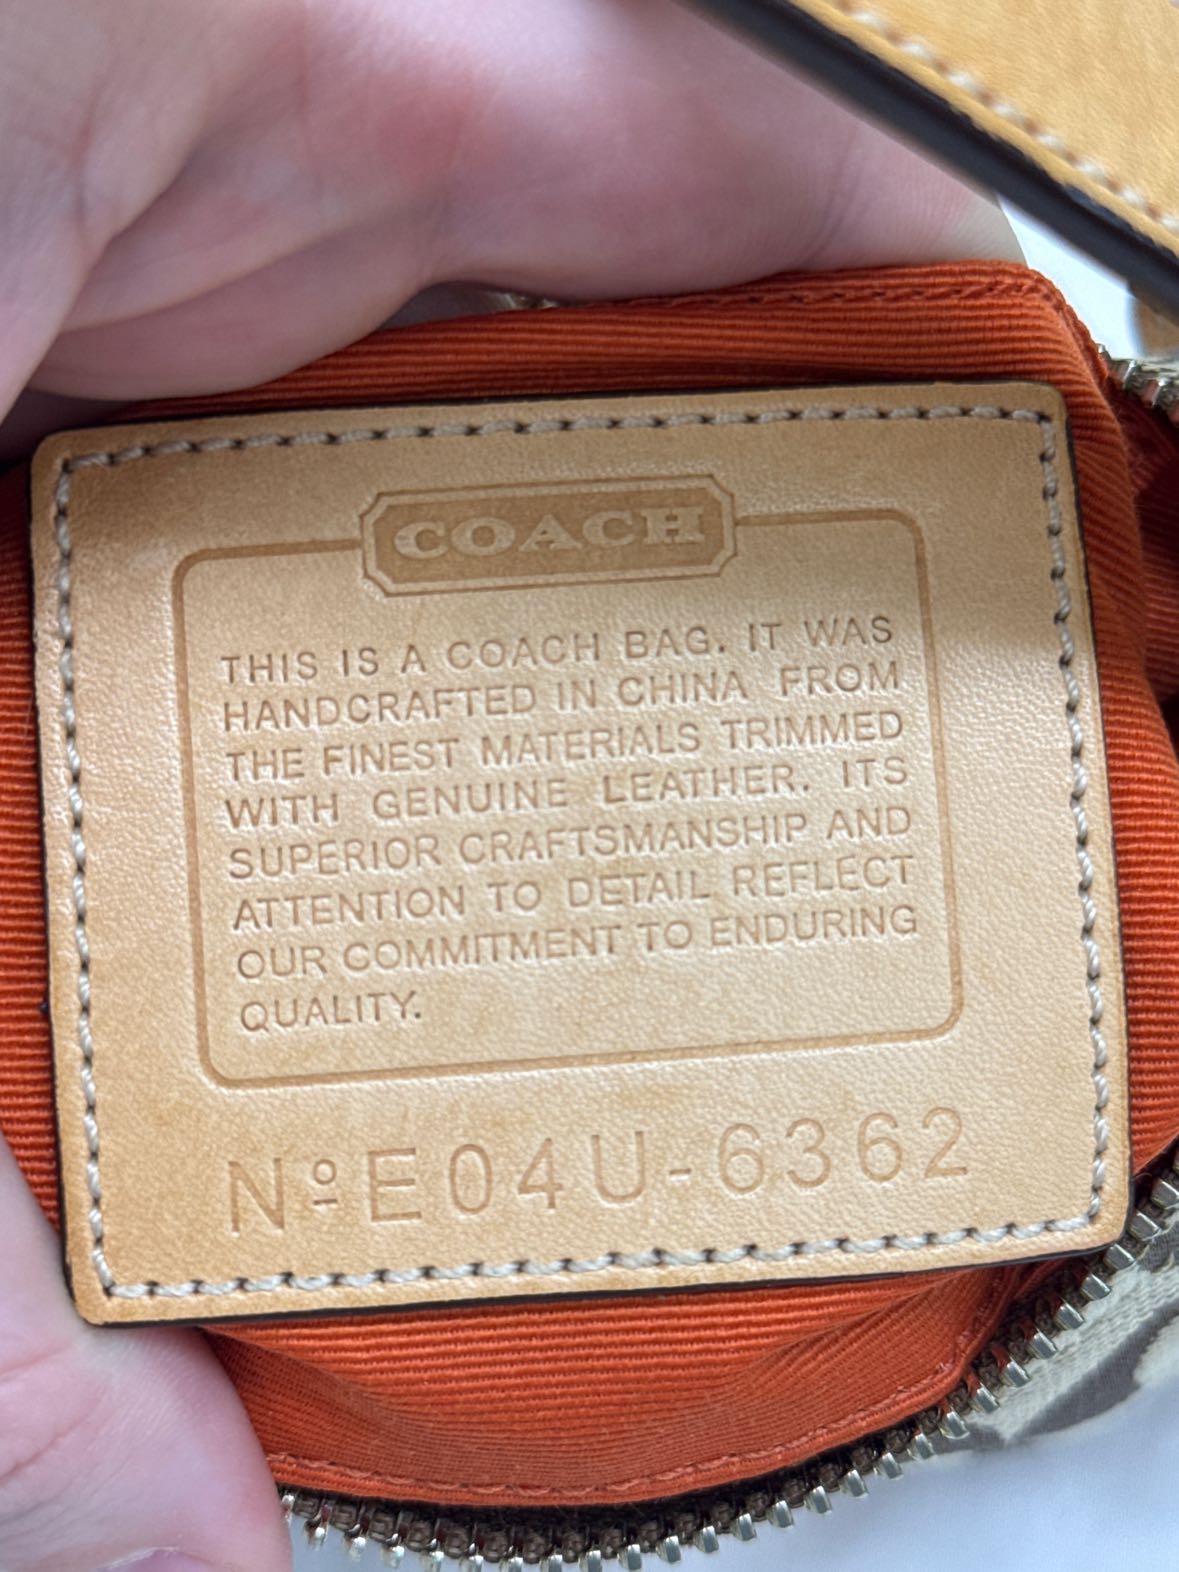 COACH
THIS IS A COACH BAG. IT WAS
HANDCRAFTED IN CHINA FROM
THE FINEST MATERIALS TRIMMED
WITH GENUINE LEATHER. ITS
SUPERIOR CRAFTSMANSHIP AND
ATTENTION TO DETAIL REFLECT
OUR COMMITMENT TO ENDURING
QUALITY.
Nº E04U-6362